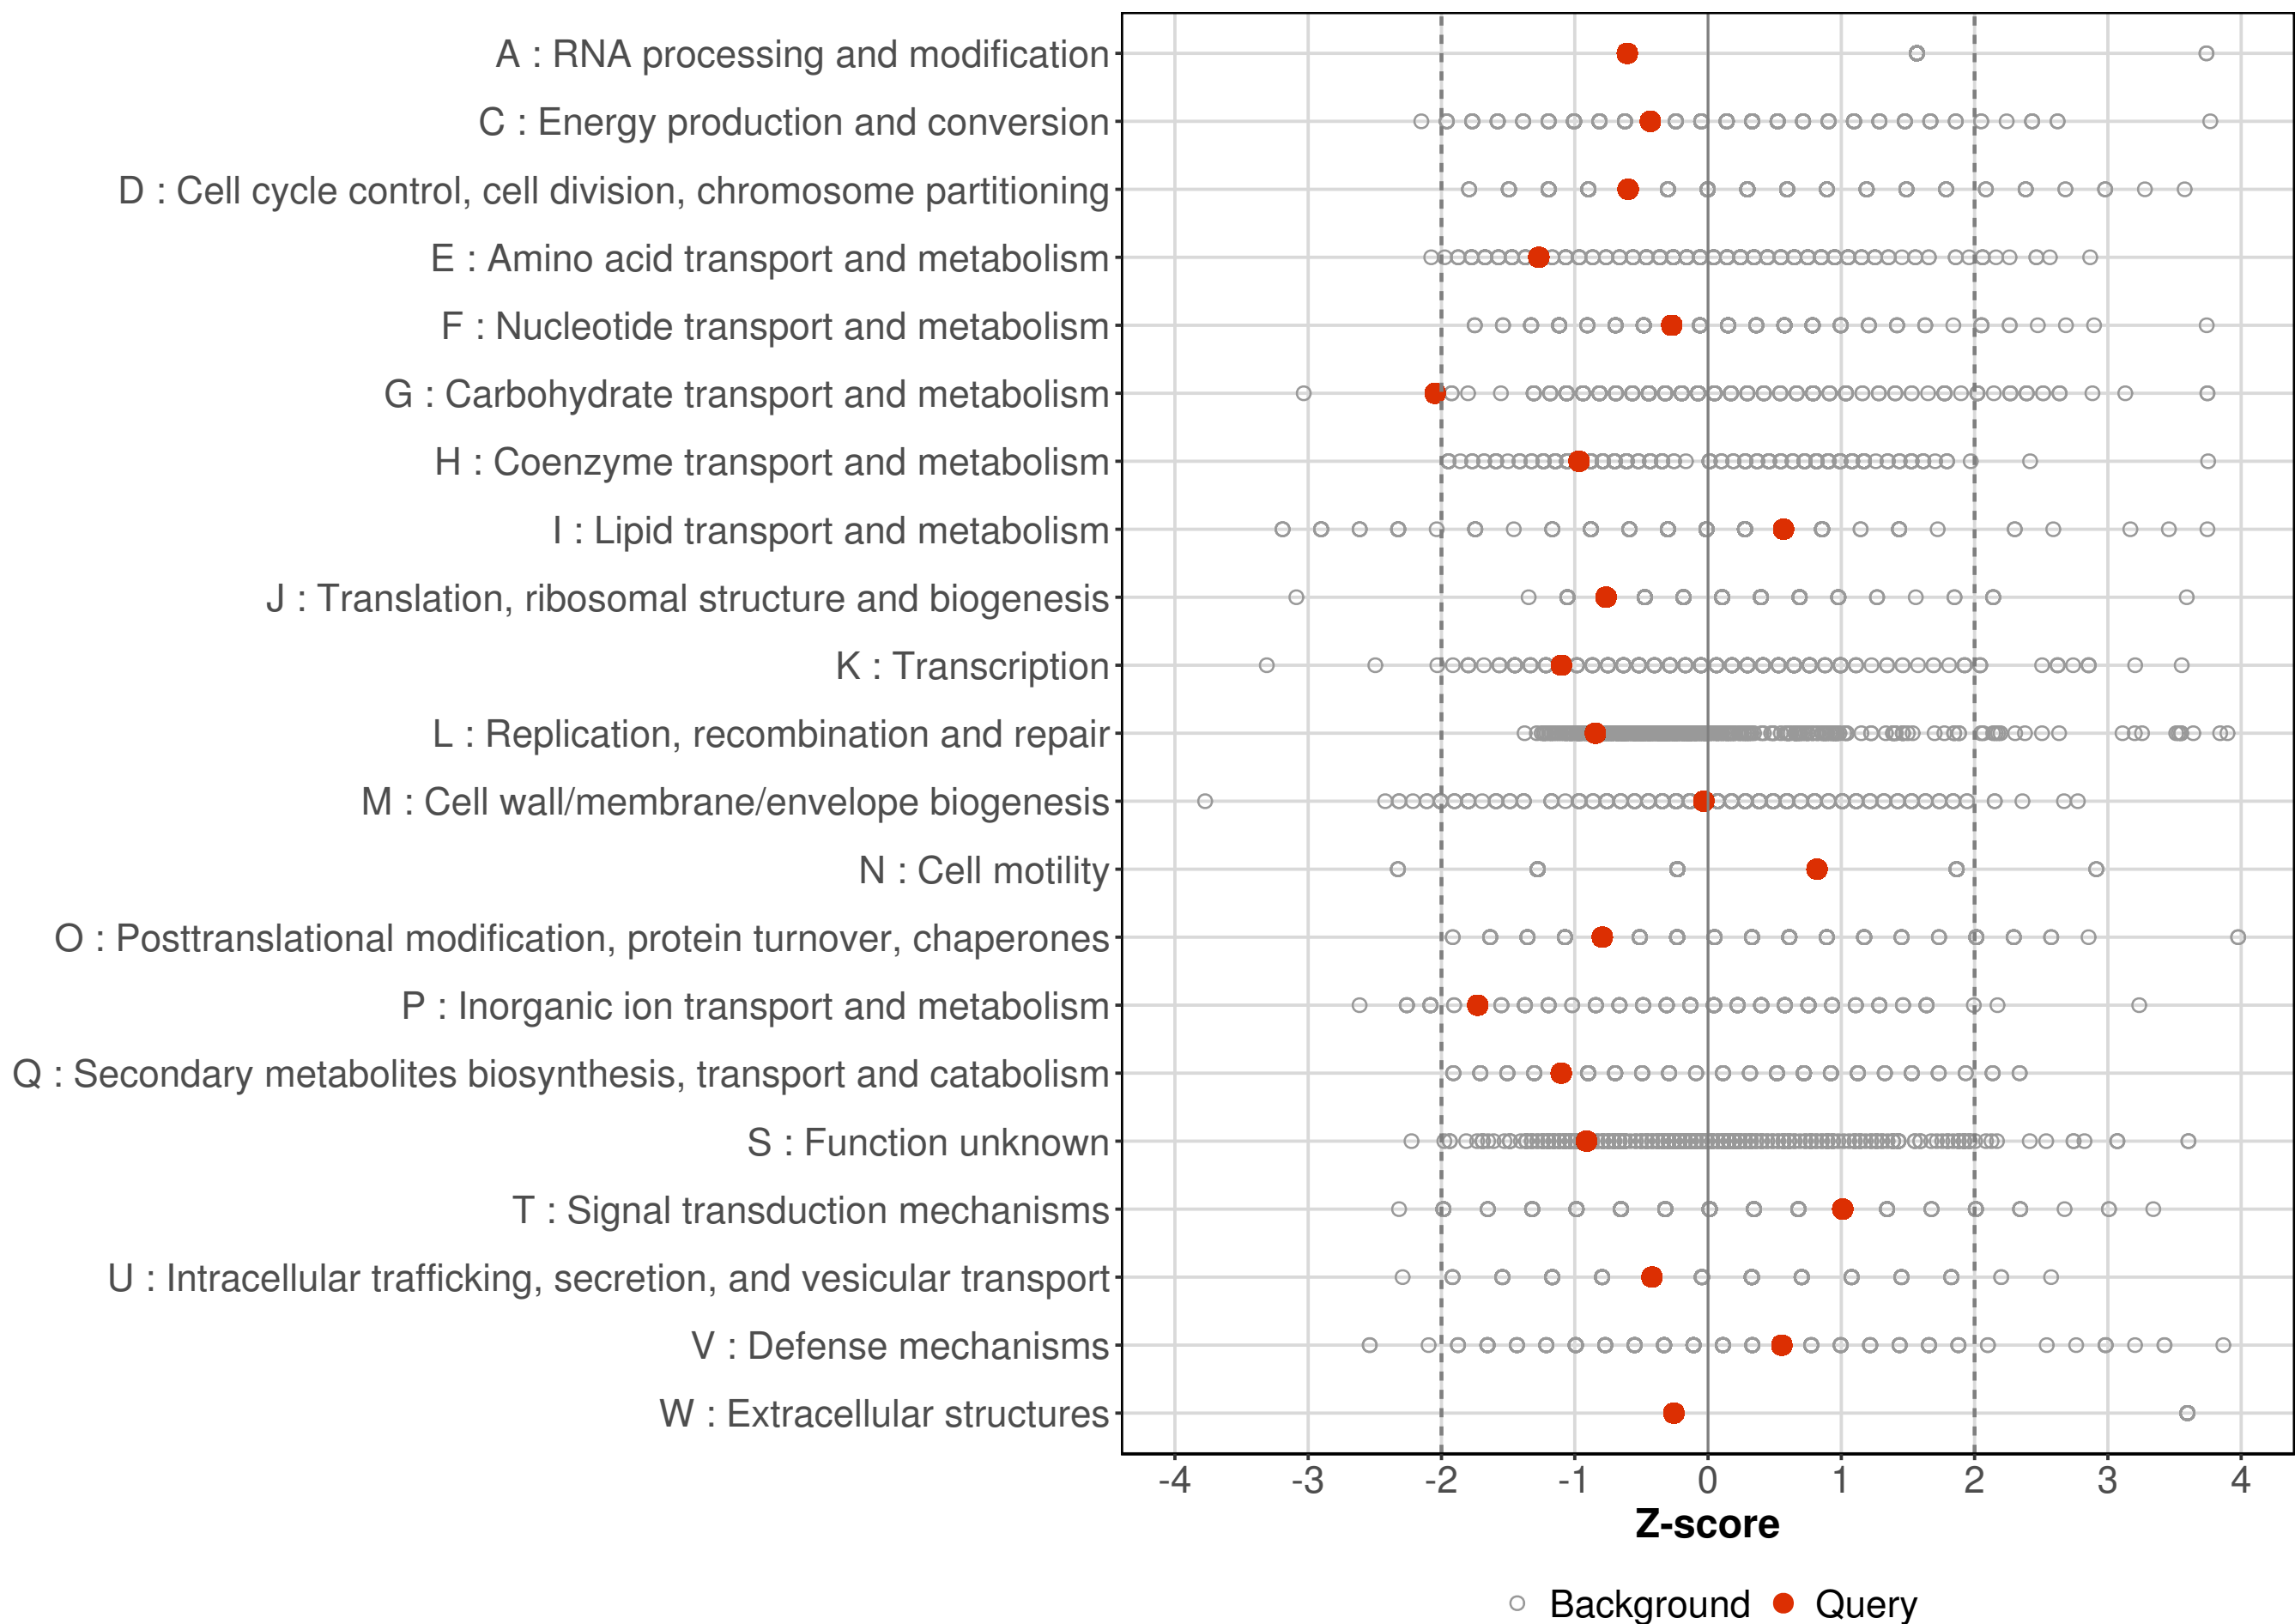 A : RNA processing and modification
C : Energy production and conversion
D : Cell cycle control, cell division, chromosome partitioning
E : Amino acid transport and metabolism
F : Nucleotide transport and metabolism
G : Carbohydrate transport and metabolism
H : Coenzyme transport and metabolism
I : Lipid transport and metabolism
J : Translation, ribosomal structure and biogenesis
K : Transcription
L : Replication, recombination and repair
M : Cell wall/membrane/envelope biogenesis
N : Cell motility
O : Posttranslational modification, protein turnover, chaperones
P : Inorganic ion transport and metabolism
Q : Secondary metabolites biosynthesis, transport and catabolism
S : Function unknown
T : Signal transduction mechanisms
U : Intracellular trafficking, secretion, and vesicular transport
V : Defense mechanisms
W : Extracellular structures
-4 -3 -2 -1 0 1 2 3 4
Z-score
Background Query